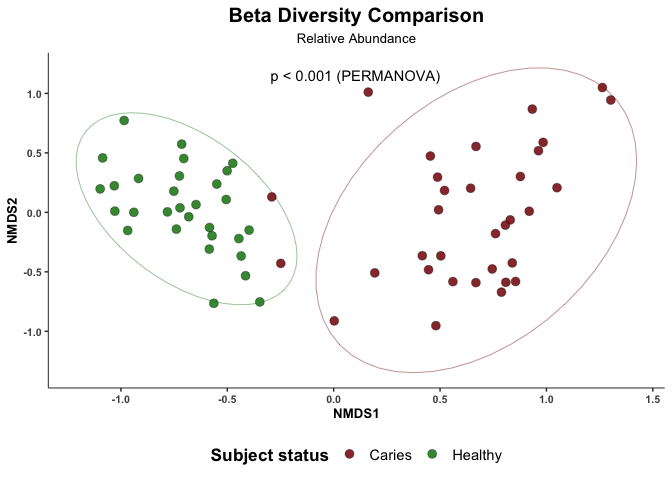 Beta Diversity Comparison
Relative Abundance
p < 0.001 (PERMANOVA)
1.0
0.5
0.0
-0.5
-1.0
NMDS2
-1.0 -0.5 0.0 0.5 1.0 1.5
NMDS1
Subject status Caries Healthy